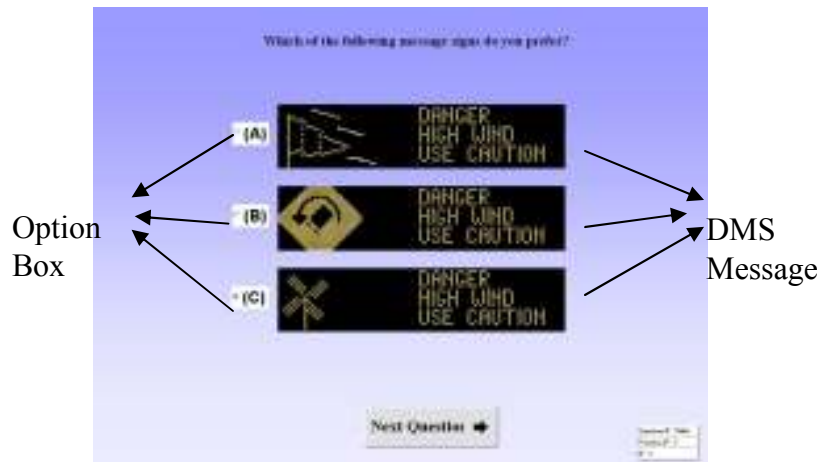 Which of the following message signs do you prefer?
(A)
DANGER
HIGH WIND
USE CAUTION
(B)
DANGER
HIGH WIND
USE CAUTION
(C)
DANGER
HIGH WIND
USE CAUTION
Option
Box
DMS
Message
Next Question